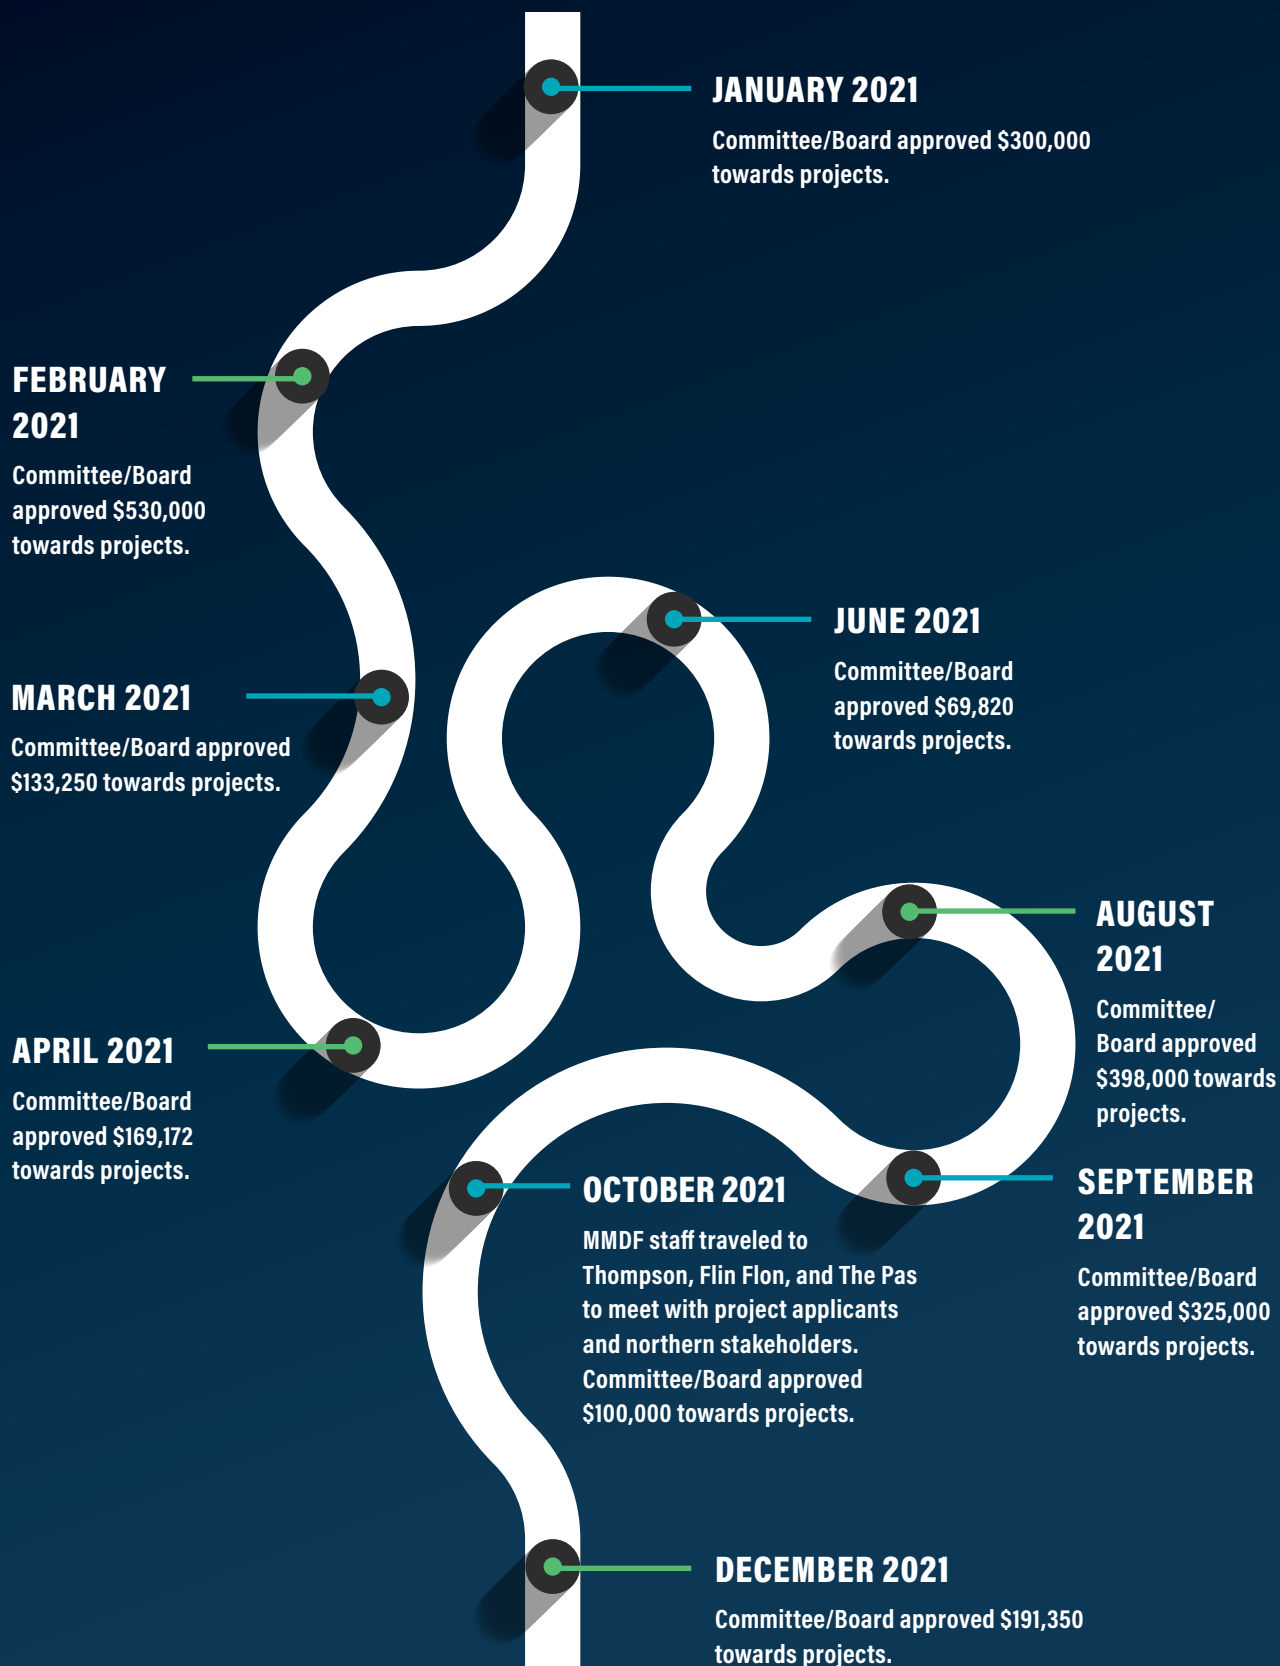 JANUARY 2021
Committee/Board approved $300,000
towards projects.
FEBRUARY
2021
Committee/Board
approved $530,000
towards projects.
MARCH 2021
Committee/Board approved
$133,250 towards projects.
APRIL 2021
Committee/Board
approved $169,172
towards projects.
JUNE 2021
Committee/Board
approved $69,820
towards projects.
AUGUST
2021
Committee/
Board approved
$398,000 towards
projects.
SEPTEMBER
2021
Committee/Board
approved $325,000
towards projects.
OCTOBER 2021
MMDF staff traveled to
Thompson, Flin Flon, and The Pas
to meet with project applicants
and northern stakeholders.
Committee/Board approved
$100,000 towards projects.
DECEMBER 2021
Committee/Board approved $191,350
towards projects.